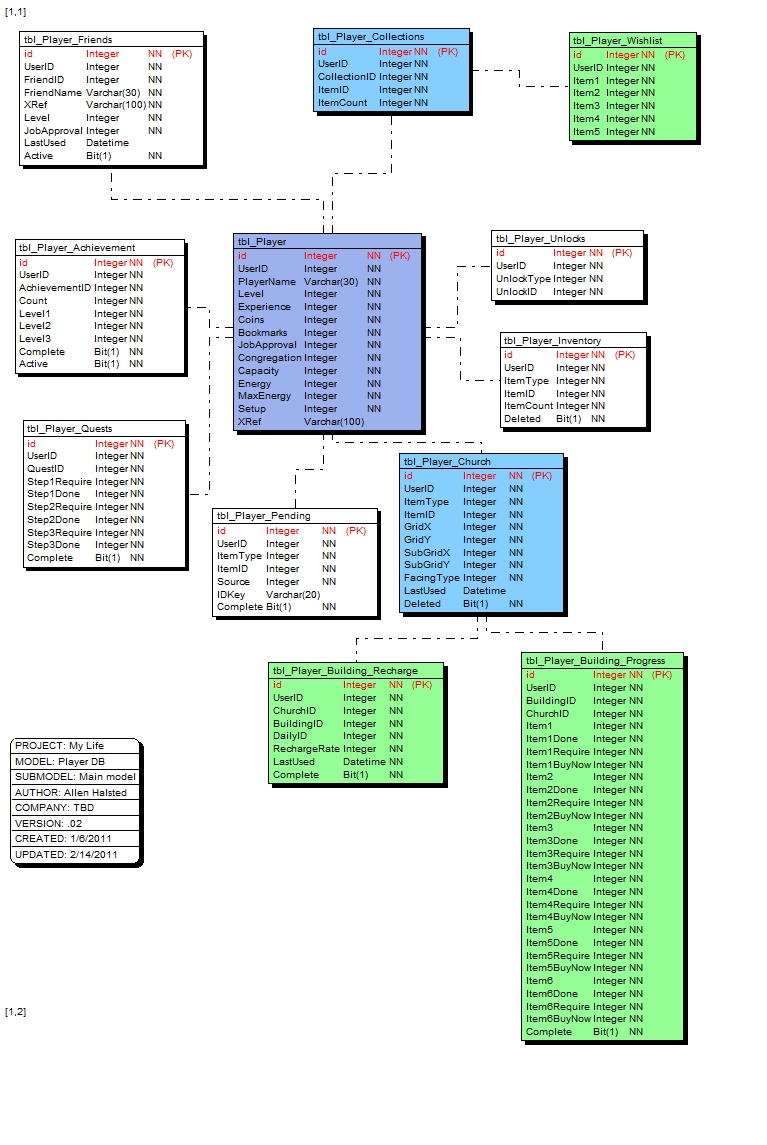 [1,1]
tbl_Player_Friends
id Integer NN (PK)
UserID Integer NN
FriendID Integer NN
FriendName Varchar(30) NN
XRef Varchar(100) NN
Level Integer NN
JobApproval Integer NN
LastUsed Datetime
Active Bit(1) NN
tbl_Player_Collections
id Integer NN (PK)
UserID Integer NN
CollectionID Integer NN
ItemID Integer NN
ItemCount Integer NN
tbl_Player_Wishlist
id Integer NN (PK)
UserID Integer NN
Item1 Integer NN
Item2 Integer NN
Item3 Integer NN
Item4 Integer NN
Item5 Integer NN
tbl_Player_Achievement
id Integer NN (PK)
UserID Integer NN
AchievementID Integer NN
Count Integer NN
Level1 Integer NN
Level2 Integer NN
Level3 Integer NN
Complete Bit(1) NN
Active Bit(1) NN
tbl_Player
id Integer NN (PK)
UserID Integer NN
PlayerName Varchar(30) NN
Level Integer NN
Experience Integer NN
Coins Integer NN
Bookmarks Integer NN
JobApproval Integer NN
Congregation Integer NN
Capacity Integer NN
Energy Integer NN
MaxEnergy Integer NN
Setup Integer NN
XRef Varchar(100)
tbl_Player_Unlocks
id Integer NN (PK)
UserID Integer NN
UnlockType Integer NN
UnlockID Integer NN
tbl_Player_Inventory
id Integer NN (PK)
UserID Integer NN
ItemType Integer NN
ItemID Integer NN
ItemCount Integer NN
Deleted Bit(1) NN
tbl_Player_Quests
id Integer NN (PK)
UserID Integer NN
QuestID Integer NN
Step1Require Integer NN
Step1Done Integer NN
Step2Require Integer NN
Step2Done Integer NN
Step3Require Integer NN
Step3Done Integer NN
Complete Bit(1) NN
tbl_Player_Pending
id Integer NN (PK)
UserID Integer NN
ItemType Integer NN
ItemID Integer NN
Source Integer NN
IDKey Varchar(20)
Complete Bit(1) NN
tbl_Player_Church
id Integer NN (PK)
UserID Integer NN
ItemType Integer NN
ItemID Integer NN
GridX Integer NN
GridY Integer NN
SubGridX Integer NN
SubGridY Integer NN
FacingType Integer NN
LastUsed Datetime
Deleted Bit(1) NN
tbl_Player_Building_Recharge
id Integer NN (PK)
UserID Integer NN
ChurchID Integer NN
BuildingID Integer NN
DailyID Integer NN
RechargeRate Integer NN
LastUsed Datetime NN
Complete Bit(1) NN
tbl_Player_Building_Progress
id Integer NN (PK)
UserID Integer NN
BuildingID Integer NN
ChurchID Integer NN
Item1 Integer NN
Item1Done Integer NN
Item1Require Integer NN
Item1BuyNow Integer NN
Item2 Integer NN
Item2Done Integer NN
Item2Require Integer NN
Item2BuyNow Integer NN
Item3 Integer NN
Item3Done Integer NN
Item3Require Integer NN
Item3BuyNow Integer NN
Item4 Integer NN
Item4Done Integer NN
Item4Require Integer NN
Item4BuyNow Integer NN
Item5 Integer NN
Item5Done Integer NN
Item5Require Integer NN
Item5BuyNow Integer NN
Item6 Integer NN
Item6Done Integer NN
Item6Require Integer NN
Item6BuyNow Integer NN
Complete Bit(1) NN
PROJECT: My Life
MODEL: Player DB
SUBMODEL: Main model
AUTHOR: Allen Halsted
COMPANY: TBD
VERSION: .02
CREATED: 1/6/2011
UPDATED: 2/14/2011
[1,2]